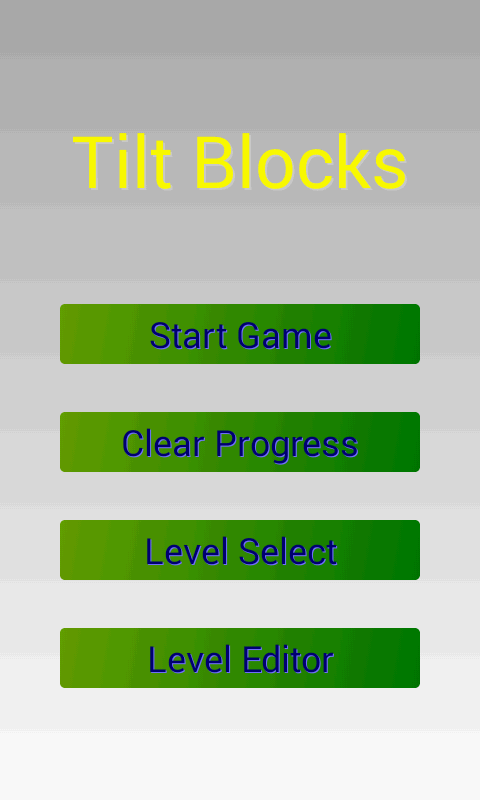 Tilt Blocks
Start Game
Clear Progress
Level Select
Level Editor